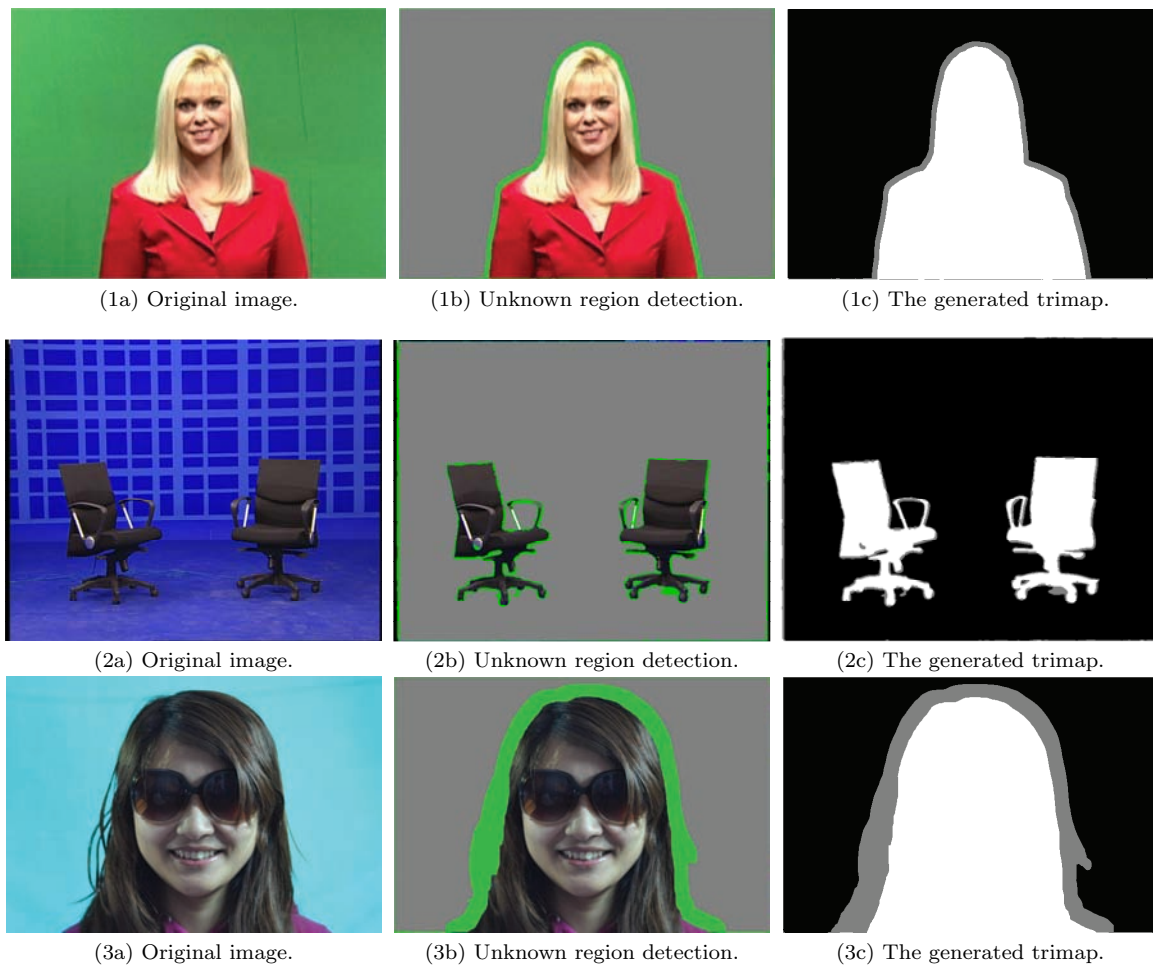 (1a) Original image.
(1b) Unknown region detection.
(1c) The generated trimap.
(2a) Original image.
(2b) Unknown region detection.
(2c) The generated trimap.
(3a) Original image.
(3b) Unknown region detection.
(3c) The generated trimap.